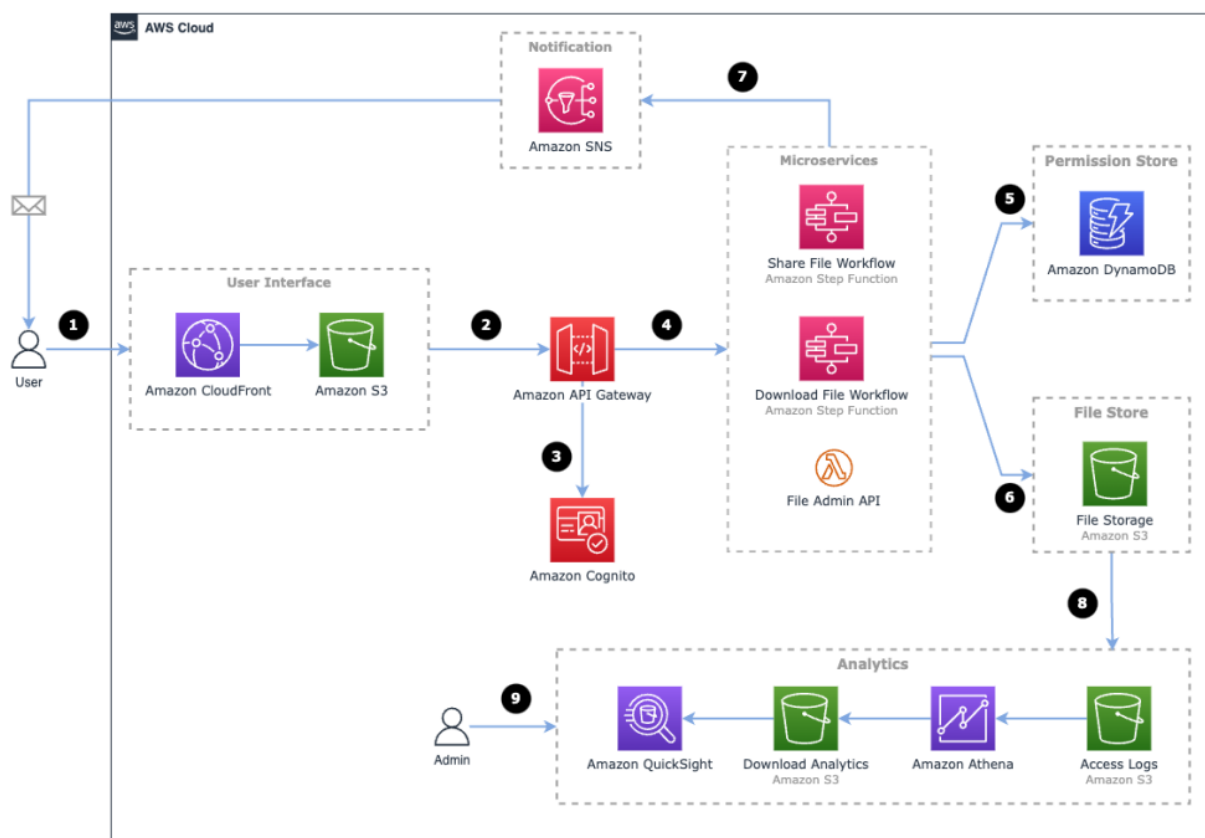 aws
AWS Cloud
Notification
7
Amazon SNS
Microservices
Permission Store
5
Share File Workflow
Amazon Step Function
Amazon DynamoDB
User Interface
1
2
4
User
Amazon CloudFront
Amazon S3
Amazon API Gateway
Download File Workflow
Amazon Step Function
File Store
3
File Admin API
6
File Storage
Amazon S3
Amazon Cognito
8
Analytics
9
Admin
Amazon QuickSight
Download Analytics
Amazon S3
Amazon Athena
Access Logs
Amazon S3